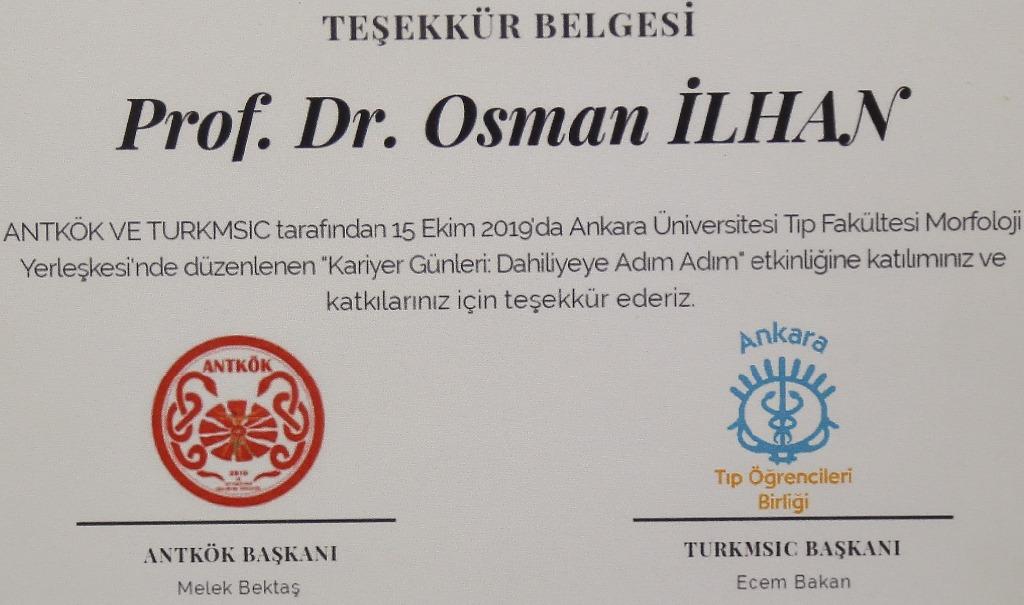 TEŞEKKÜR BELGESİ
Prof. Dr. Osman İLHAN
ANTKÖK VE TURKMSIC tarafından 15 Ekim 2019'da Ankara Üniversitesi Tıp Fakültesi Morfoloji
Yerleşkesi'nde düzenlenen "Kariyer Günleri: Dahiliyeye Adım Adım" etkinliğine katılımınız ve
katkılarınız için teşekkür ederiz.
ANTKÖK
Ankara
Tıp Öğrencileri
Birliği
ANTKÖK BAŞKANI
Melek Bektaş
TURKMSIC BAŞKANI
Ecem Bakan